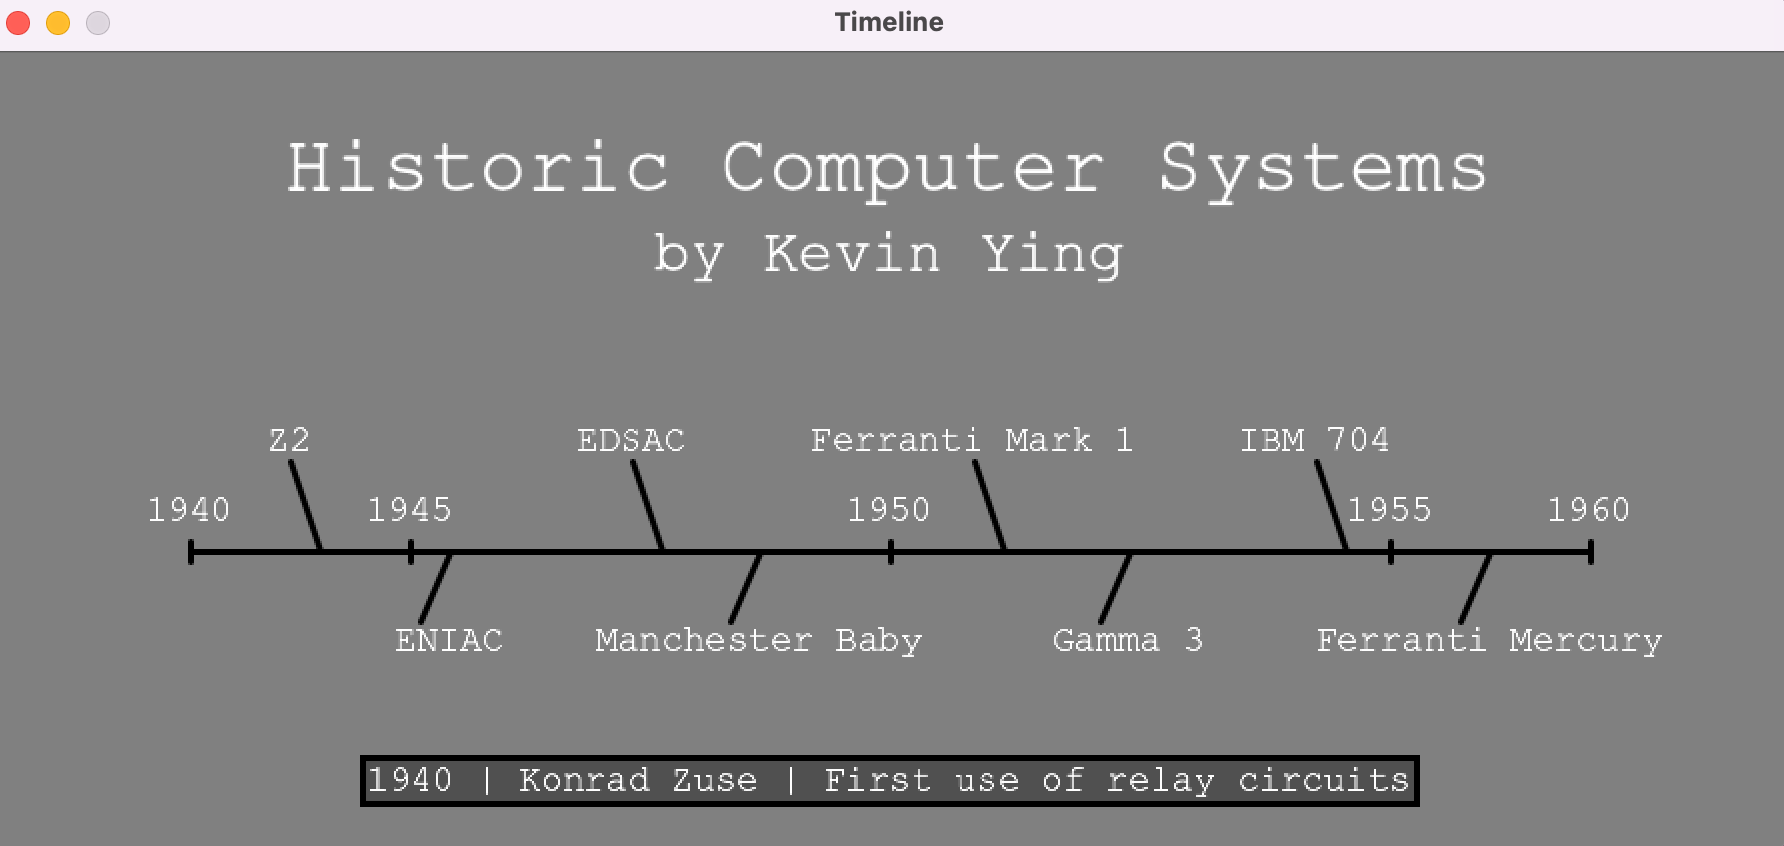 Timeline
Historic Computer Systems
by Kevin Ying
Z2 EDSAC Ferranti Mark 1 IBM 704
1940 1945 1950 1955 1960
ENIAC Manchester Baby Gamma 3 Ferranti Mercury
1940 | Konrad Zuse | First use of relay circuits